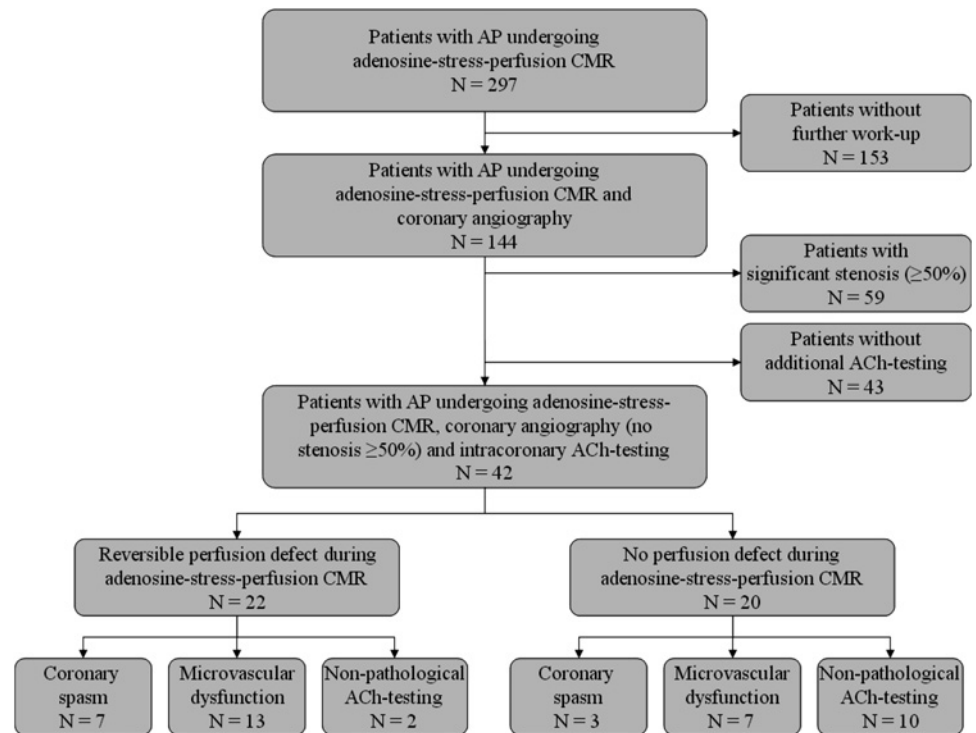 Patients with AP undergoing
adenosine-stress-perfusion CMR
N = 297
Patients without
further work-up
N = 153
Patients with AP undergoing
adenosine-stress-perfusion CMR and
coronary angiography
N = 144
Patients with
significant stenosis (≥50%)
N = 59
Patients without
additional ACh-testing
N = 43
Patients with AP undergoing adenosine-stress-
perfusion CMR, coronary angiography (no
stenosis ≥50%) and intracoronary ACh-testing
N = 42
Reversible perfusion defect during
adenosine-stress-perfusion CMR
N = 22
No perfusion defect during
adenosine-stress-perfusion CMR
N = 20
Coronary
spasm
N = 7
Microvascular
dysfunction
N = 13
Non-pathological
ACh-testing
N = 2
Coronary
spasm
N = 3
Microvascular
dysfunction
N = 7
Non-pathological
ACh-testing
N = 10